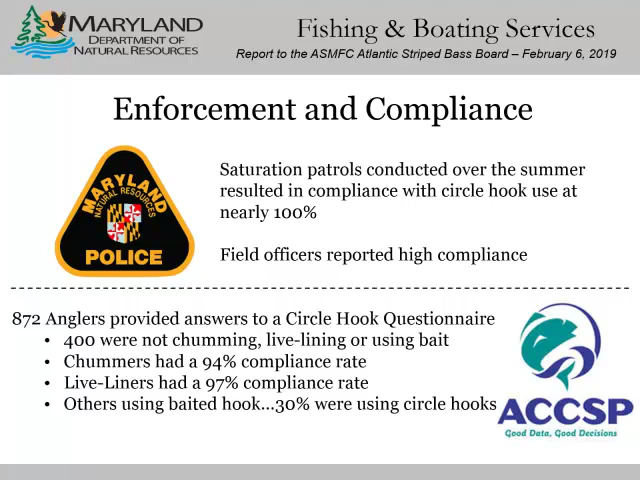 MARYLAND
DEPARTMENT OF
NATURAL RESOURCES
Fishing & Boating Services
Report to the ASMFC Atlantic Striped Bass Board – February 6, 2019
Enforcement and Compliance
MARYLAND
NATURAL RESOURCES
POLICE
Saturation patrols conducted over the summer
resulted in compliance with circle hook use at
nearly 100%
Field officers reported high compliance
872 Anglers provided answers to a Circle Hook Questionnaire
• 400 were not chumming, live-lining or using bait
• Chummers had a 94% compliance rate
• Live-Liners had a 97% compliance rate
• Others using baited hook...30% were using circle hooks
ACCSP
Good Data, Good Decisions